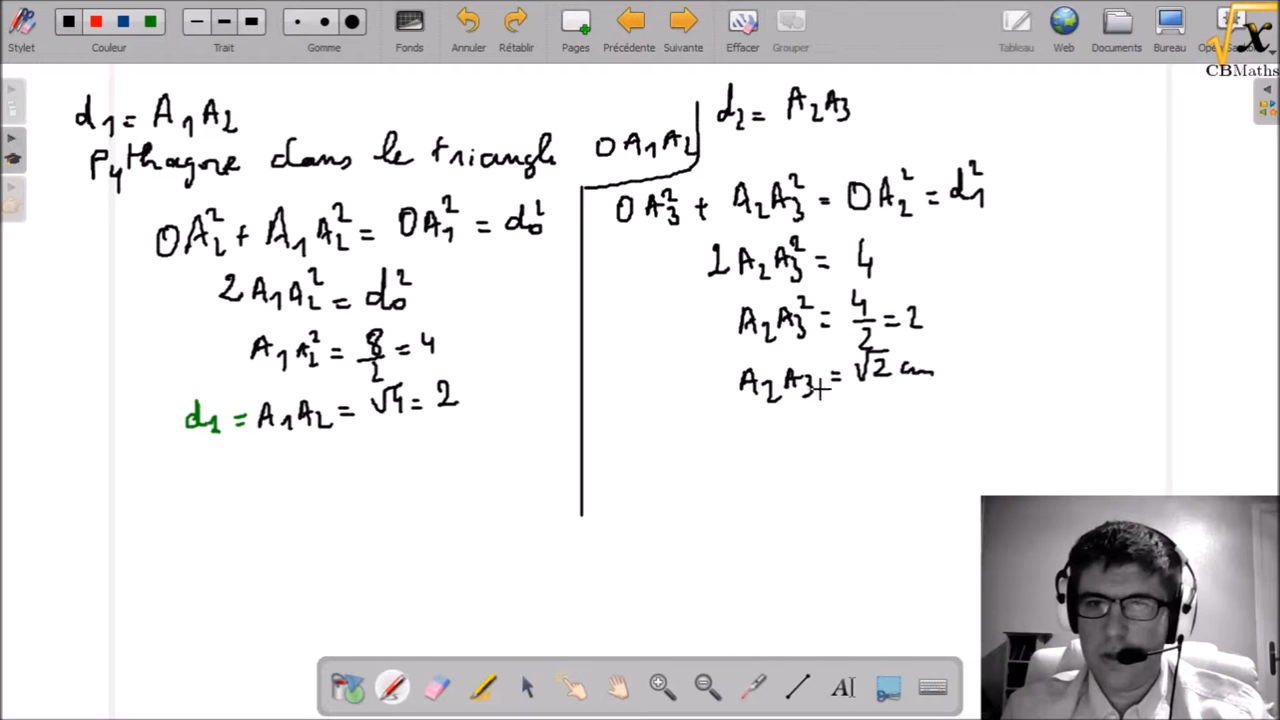 Stylet Couleur Trait Gomme Fonds Annuler Rétablir Pages Précédente Suivante Effacer Grouper Tableau Web Documents Bureau
√x
CBMaths
d₁ = A₁A₂
Pythagore dans le triangle OA₁A₂
OA₂² + A₁A₂² = OA₁² = d₀²
2A₁A₂² = d₀²
A₁A₂² = 8/2 = 4
d₁ = A₁A₂ = √4 = 2
d₂ = A₂A₃
OA₃² + A₂A₃² = OA₂² = d₁²
2A₂A₃² = 4
A₂A₃² = 4/2 = 2
A₂A₃ = √2 cm
AI